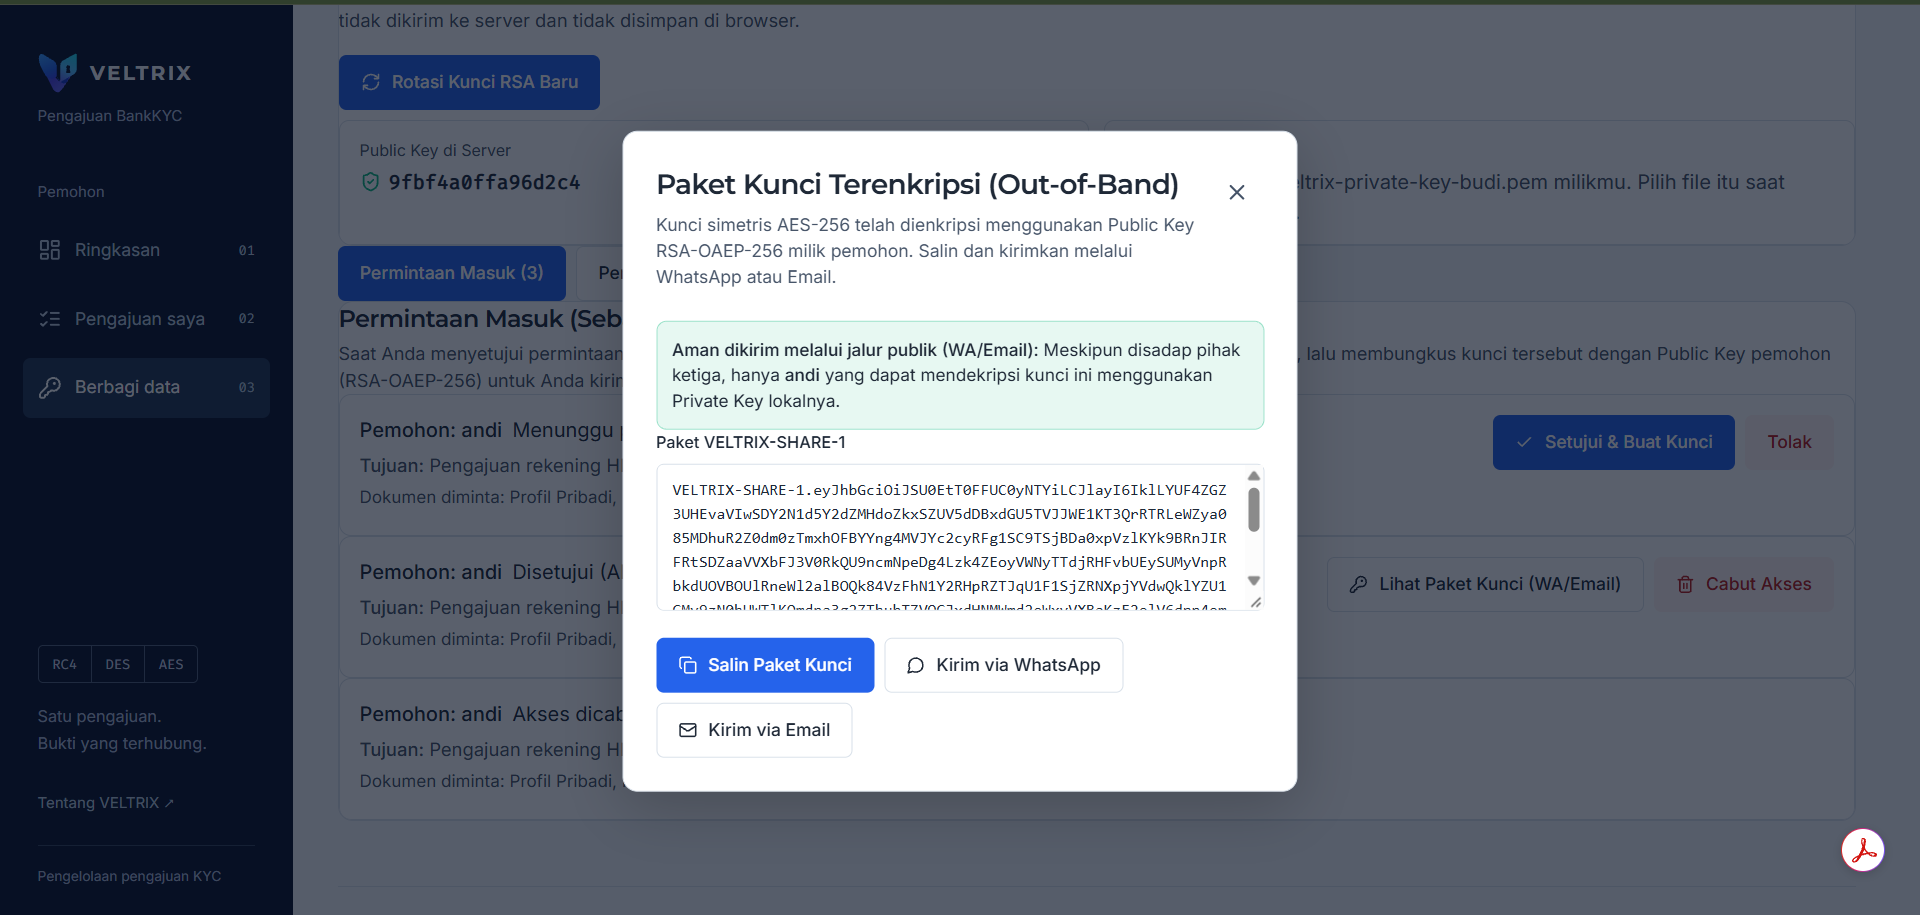 VELTRIX
Pengajuan BankKYC
Pemohon
Ringkasan 01
Pengajuan saya 02
Berbagi data 03
RC4 DES AES
Satu pengajuan.
Bukti yang terhubung.
Tentang VELTRIX ↗
Pengelolaan pengajuan KYC
tidak dikirim ke server dan tidak disimpan di browser.
Rotasi Kunci RSA Baru
Public Key di Server
9fbf4a0ffa96d2c4
ltrix-private-key-budi.pem milikmu. Pilih file itu saat
Permintaan Masuk (3)
Pe
Permintaan Masuk (Seb
Saat Anda menyetujui permintaan , lalu membungkus kunci tersebut dengan Public Key pemohon
(RSA-OAEP-256) untuk Anda kirin
Pemohon: andi Menunggu
Tujuan: Pengajuan rekening H
Dokumen diminta: Profil Pribadi,
Setujui & Buat Kunci
Tolak
Pemohon: andi Disetujui (A
Tujuan: Pengajuan rekening H
Dokumen diminta: Profil Pribadi,
Lihat Paket Kunci (WA/Email)
Cabut Akses
Pemohon: andi Akses dicab
Tujuan: Pengajuan rekening H
Dokumen diminta: Profil Pribadi,
Paket Kunci Terenkripsi (Out-of-Band)
Kunci simetris AES-256 telah dienkripsi menggunakan Public Key
RSA-OAEP-256 milik pemohon. Salin dan kirimkan melalui
WhatsApp atau Email.
Aman dikirim melalui jalur publik (WA/Email): Meskipun disadap pihak
ketiga, hanya andi yang dapat mendekripsi kunci ini menggunakan
Private Key lokalnya.
Paket VELTRIX-SHARE-1
VELTRIX-SHARE-1.eyJhbGciOiJSU0EtT0FFUC0yNTYiLCJlayI6IklLYUF4ZGZ
3UHEvaVIwSDY2N1d5Y2dZMHdoZkxSZUV5dDBxdGU5TVJJWE1KT3QrRTRLeWZya0
85MDhuR2Z0dm0zTmxhOFBYYng4MVJYc2cyRFg1SC9TSjBDa0xpVzlKYk9BRnJIR
FRtSDZaaVVXbFJ3V0RkQU9ncmNpeDg4Lzk4ZEoyVWNyTTdjRHFvbUEySUMyVnpR
bkdUOVBOUlRneWl2alBOQk84VzFhN1Y2RHpRZTJqU1F1SjZRNXpjYVdwQklYZU1
Salin Paket Kunci
Kirim via WhatsApp
Kirim via Email